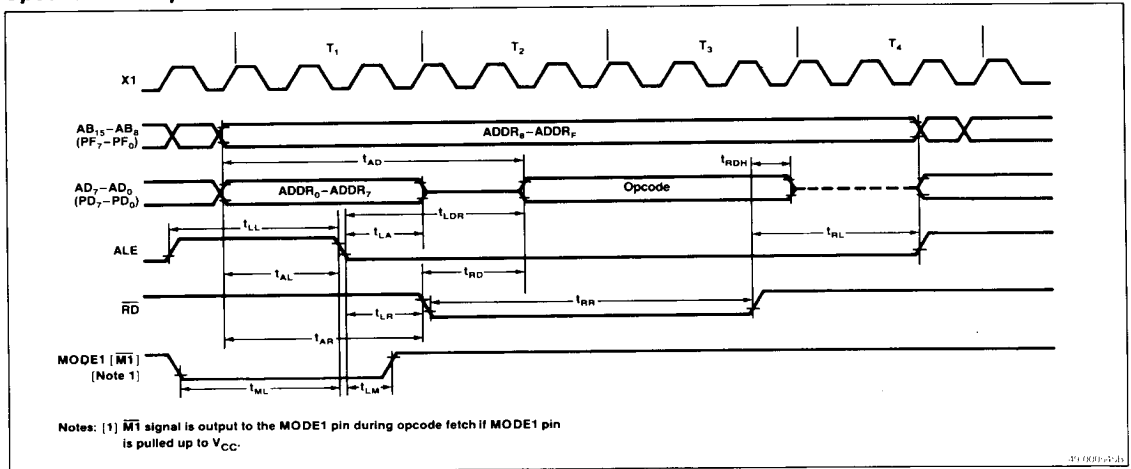 T1 T2 T3 T4
X1
AB15–AB8
(PF7–PF0)
ADDR8–ADDRF
tAD
tRDH
AD7–AD0
(PD7–PD0)
ADDR0–ADDR7
Opcode
tLDR
tLL
tLA
tRL
ALE
tAL
tRD
RD
tRR
tLR
tAR
MODE1 [M1]
[Note 1]
tML
tLM
Notes: [1] M1 signal is output to the MODE1 pin during opcode fetch if MODE1 pin
is pulled up to VCC.